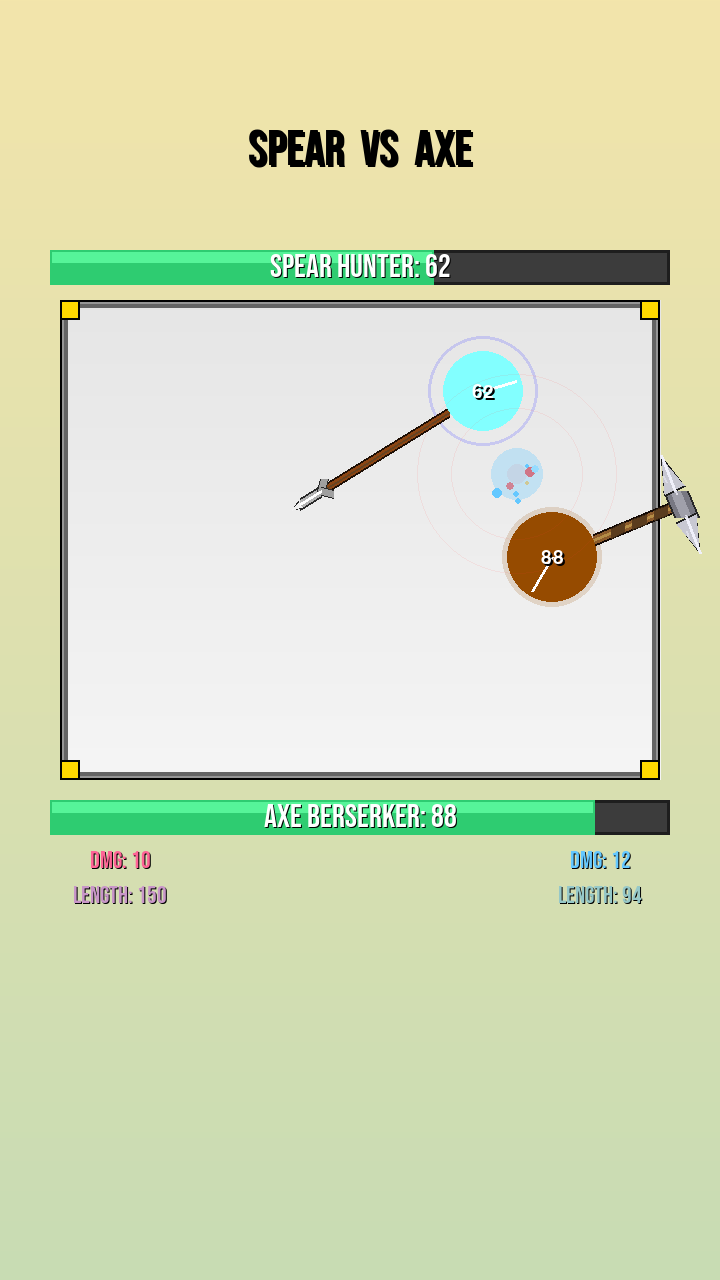 SPEAR VS AXE
SPEAR HUNTER: 62
62
88
AXE BERSERKER: 88
DMG: 10
DMG: 12
LENGTH: 150
LENGTH: 94